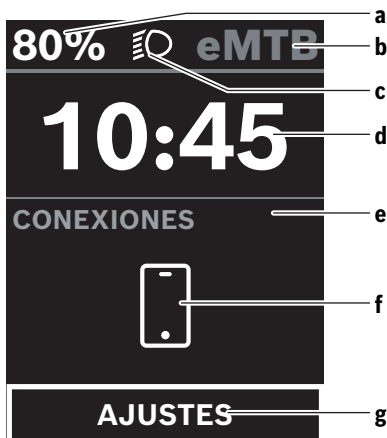 a
80% eMTB b
c
10:45 d
CONEXIONES e
f
AJUSTES g